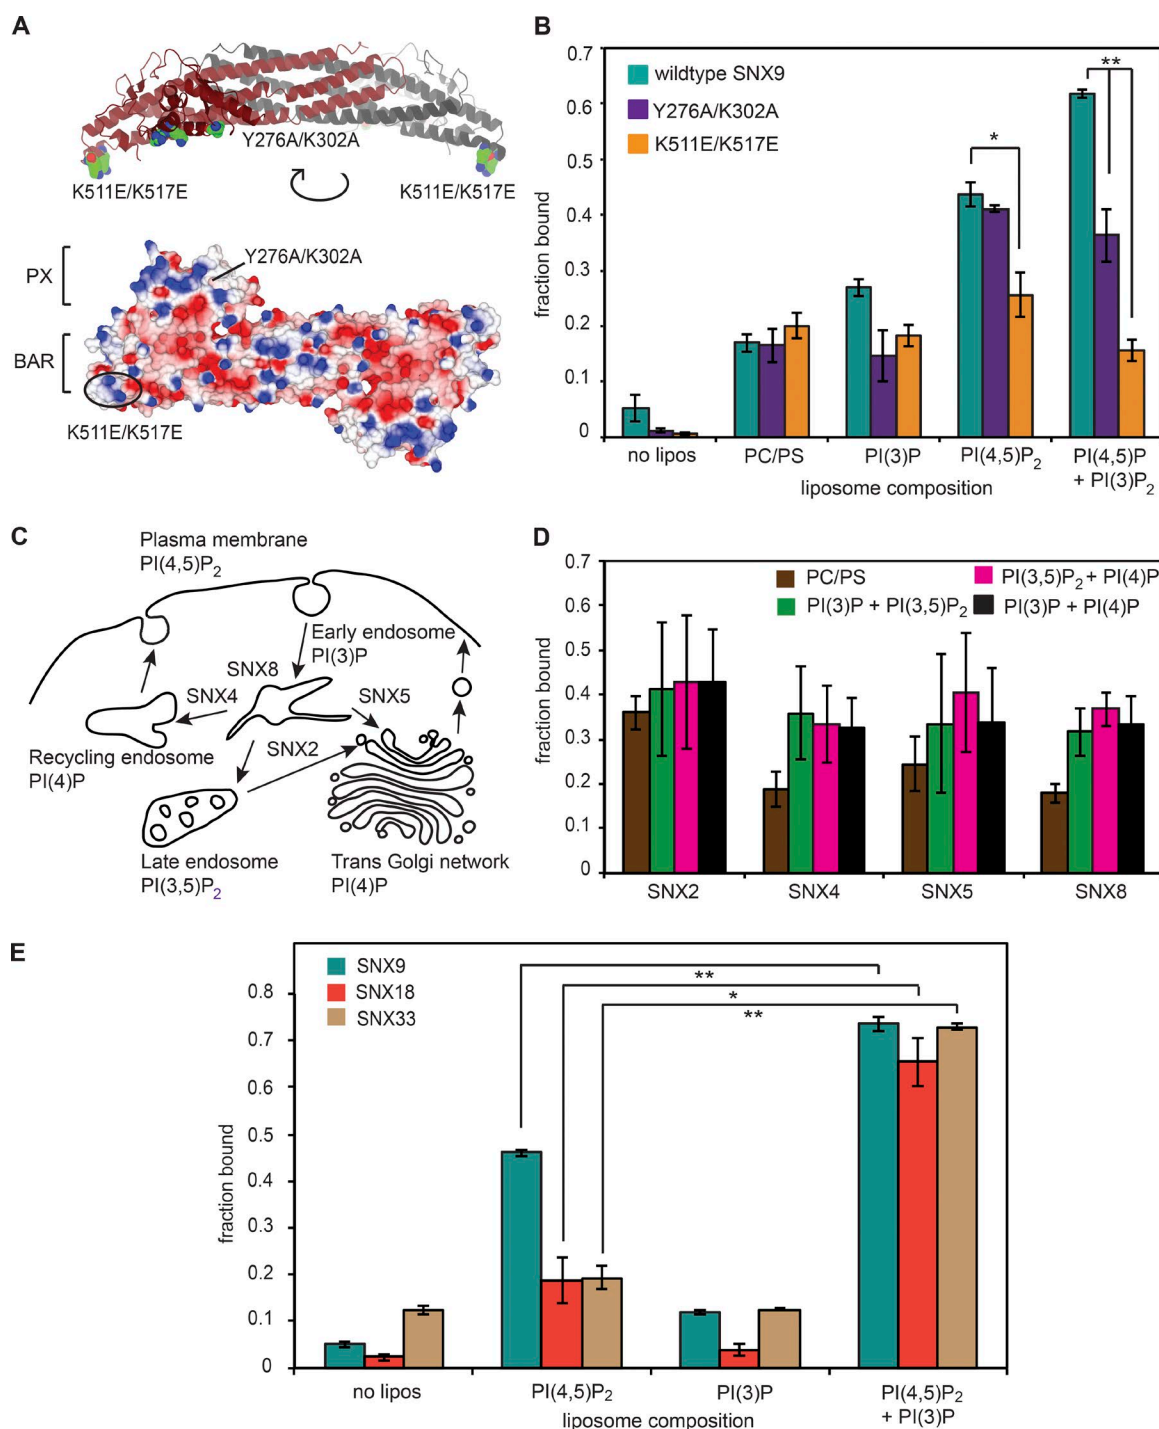 A
Y276A/K302A
K511E/K517E
K511E/K517E
Y276A/K302A
PX
BAR
K511E/K517E
B
0.7
0.6
0.5
0.4
0.3
0.2
0.1
0
fraction bound
wildtype SNX9
Y276A/K302A
K511E/K517E
*
**
no lipos
PC/PS
PI(3)P
PI(4,5)P2
PI(4,5)P
+ PI(3)P2
liposome composition
C
Plasma membrane
PI(4,5)P2
Early endosome
PI(3)P
SNX8
SNX4
SNX5
SNX2
Recycling endosome
PI(4)P
Late endosome
PI(3,5)P2
Trans Golgi network
PI(4)P
D
0.7
0.6
0.5
0.4
0.3
0.2
0.1
0
fraction bound
PC/PS
PI(3)P + PI(3,5)P2
PI(3,5)P2 + PI(4)P
PI(3)P + PI(4)P
SNX2
SNX4
SNX5
SNX8
E
0.8
0.7
0.6
0.5
0.4
0.3
0.2
0.1
0
fraction bound
SNX9
SNX18
SNX33
**
*
**
no lipos
PI(4,5)P2
PI(3)P
PI(4,5)P2
+ PI(3)P
liposome composition